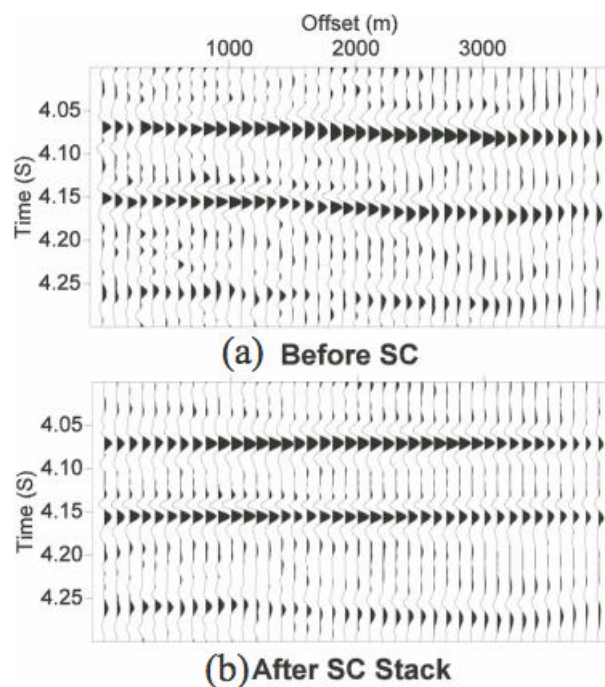 Offset (m)
1000 2000 3000
4.05
4.10
4.15
4.20
4.25
Time (S)
(a) Before SC
4.05
4.10
4.15
4.20
4.25
Time (S)
(b) After SC Stack